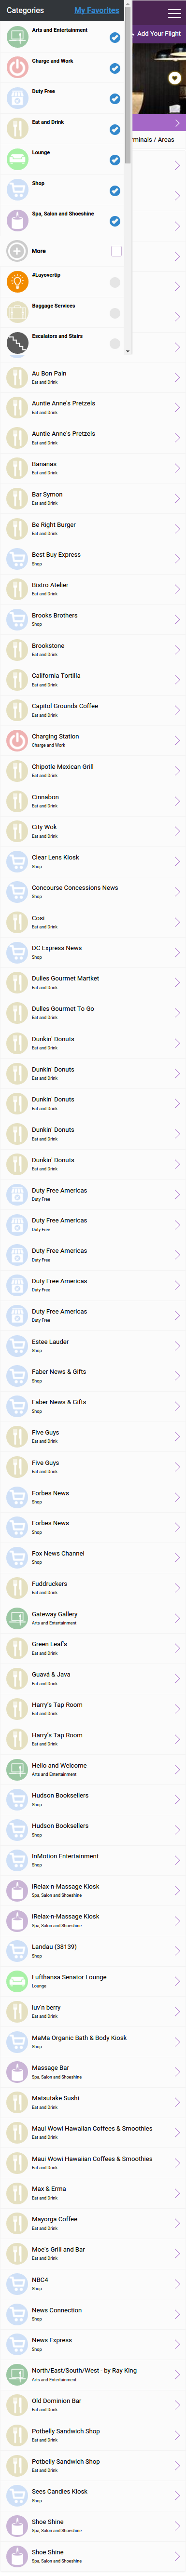 Categories
My Favorites
Add Your Flight
Arts and Entertainment
Charge and Work
Duty Free
Eat and Drink
rminals / Areas
Lounge
Shop
Spa, Salon and Shoeshine
More
#Layovertip
Baggage Services
Escalators and Stairs
Au Bon Pain
Eat and Drink
Auntie Anne's Pretzels
Eat and Drink
Auntie Anne's Pretzels
Eat and Drink
Bananas
Eat and Drink
Bar Symon
Eat and Drink
Be Right Burger
Eat and Drink
Best Buy Express
Shop
Bistro Atelier
Eat and Drink
Brooks Brothers
Shop
Brookstone
Eat and Drink
California Tortilla
Eat and Drink
Capitol Grounds Coffee
Eat and Drink
Charging Station
Charge and Work
Chipotle Mexican Grill
Eat and Drink
Cinnabon
Eat and Drink
City Wok
Eat and Drink
Clear Lens Kiosk
Shop
Concourse Concessions News
Shop
Cosi
Eat and Drink
DC Express News
Shop
Dulles Gourmet Martket
Eat and Drink
Dulles Gourmet To Go
Eat and Drink
Dunkin' Donuts
Eat and Drink
Dunkin' Donuts
Eat and Drink
Dunkin' Donuts
Eat and Drink
Dunkin' Donuts
Eat and Drink
Dunkin' Donuts
Eat and Drink
Duty Free Americas
Duty Free
Duty Free Americas
Duty Free
Duty Free Americas
Duty Free
Duty Free Americas
Duty Free
Duty Free Americas
Duty Free
Estee Lauder
Shop
Faber News & Gifts
Shop
Faber News & Gifts
Shop
Five Guys
Eat and Drink
Five Guys
Eat and Drink
Forbes News
Shop
Forbes News
Shop
Fox News Channel
Shop
Fuddruckers
Eat and Drink
Gateway Gallery
Arts and Entertainment
Green Leaf's
Eat and Drink
Guavá & Java
Eat and Drink
Harry's Tap Room
Eat and Drink
Harry's Tap Room
Eat and Drink
Hello and Welcome
Arts and Entertainment
Hudson Booksellers
Shop
Hudson Booksellers
Shop
InMotion Entertainment
Shop
iRelax-n-Massage Kiosk
Spa, Salon and Shoeshine
iRelax-n-Massage Kiosk
Spa, Salon and Shoeshine
Landau (38139)
Shop
Lufthansa Senator Lounge
Lounge
luv'n berry
Eat and Drink
MaMa Organic Bath & Body Kiosk
Shop
Massage Bar
Spa, Salon and Shoeshine
Matsutake Sushi
Eat and Drink
Maui Wowi Hawaiian Coffees & Smoothies
Eat and Drink
Maui Wowi Hawaiian Coffees & Smoothies
Eat and Drink
Max & Erma
Eat and Drink
Mayorga Coffee
Eat and Drink
Moe's Grill and Bar
Eat and Drink
NBC4
Shop
News Connection
Shop
News Express
Shop
North/East/South/West - by Ray King
Arts and Entertainment
Old Dominion Bar
Eat and Drink
Potbelly Sandwich Shop
Eat and Drink
Potbelly Sandwich Shop
Eat and Drink
Sees Candies Kiosk
Shop
Shoe Shine
Spa, Salon and Shoeshine
Shoe Shine
Spa, Salon and Shoeshine